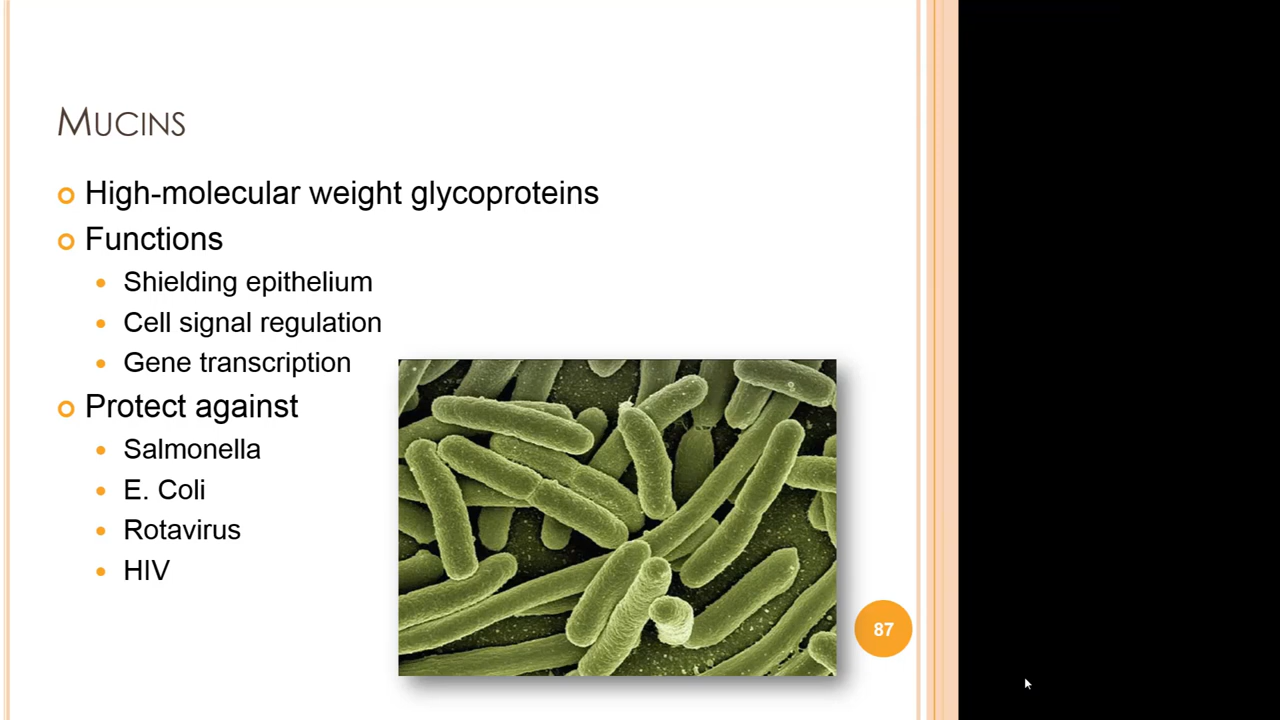 Mucins
High-molecular weight glycoproteins
Functions
Shielding epithelium
Cell signal regulation
Gene transcription
Protect against
Salmonella
E. Coli
Rotavirus
HIV
87